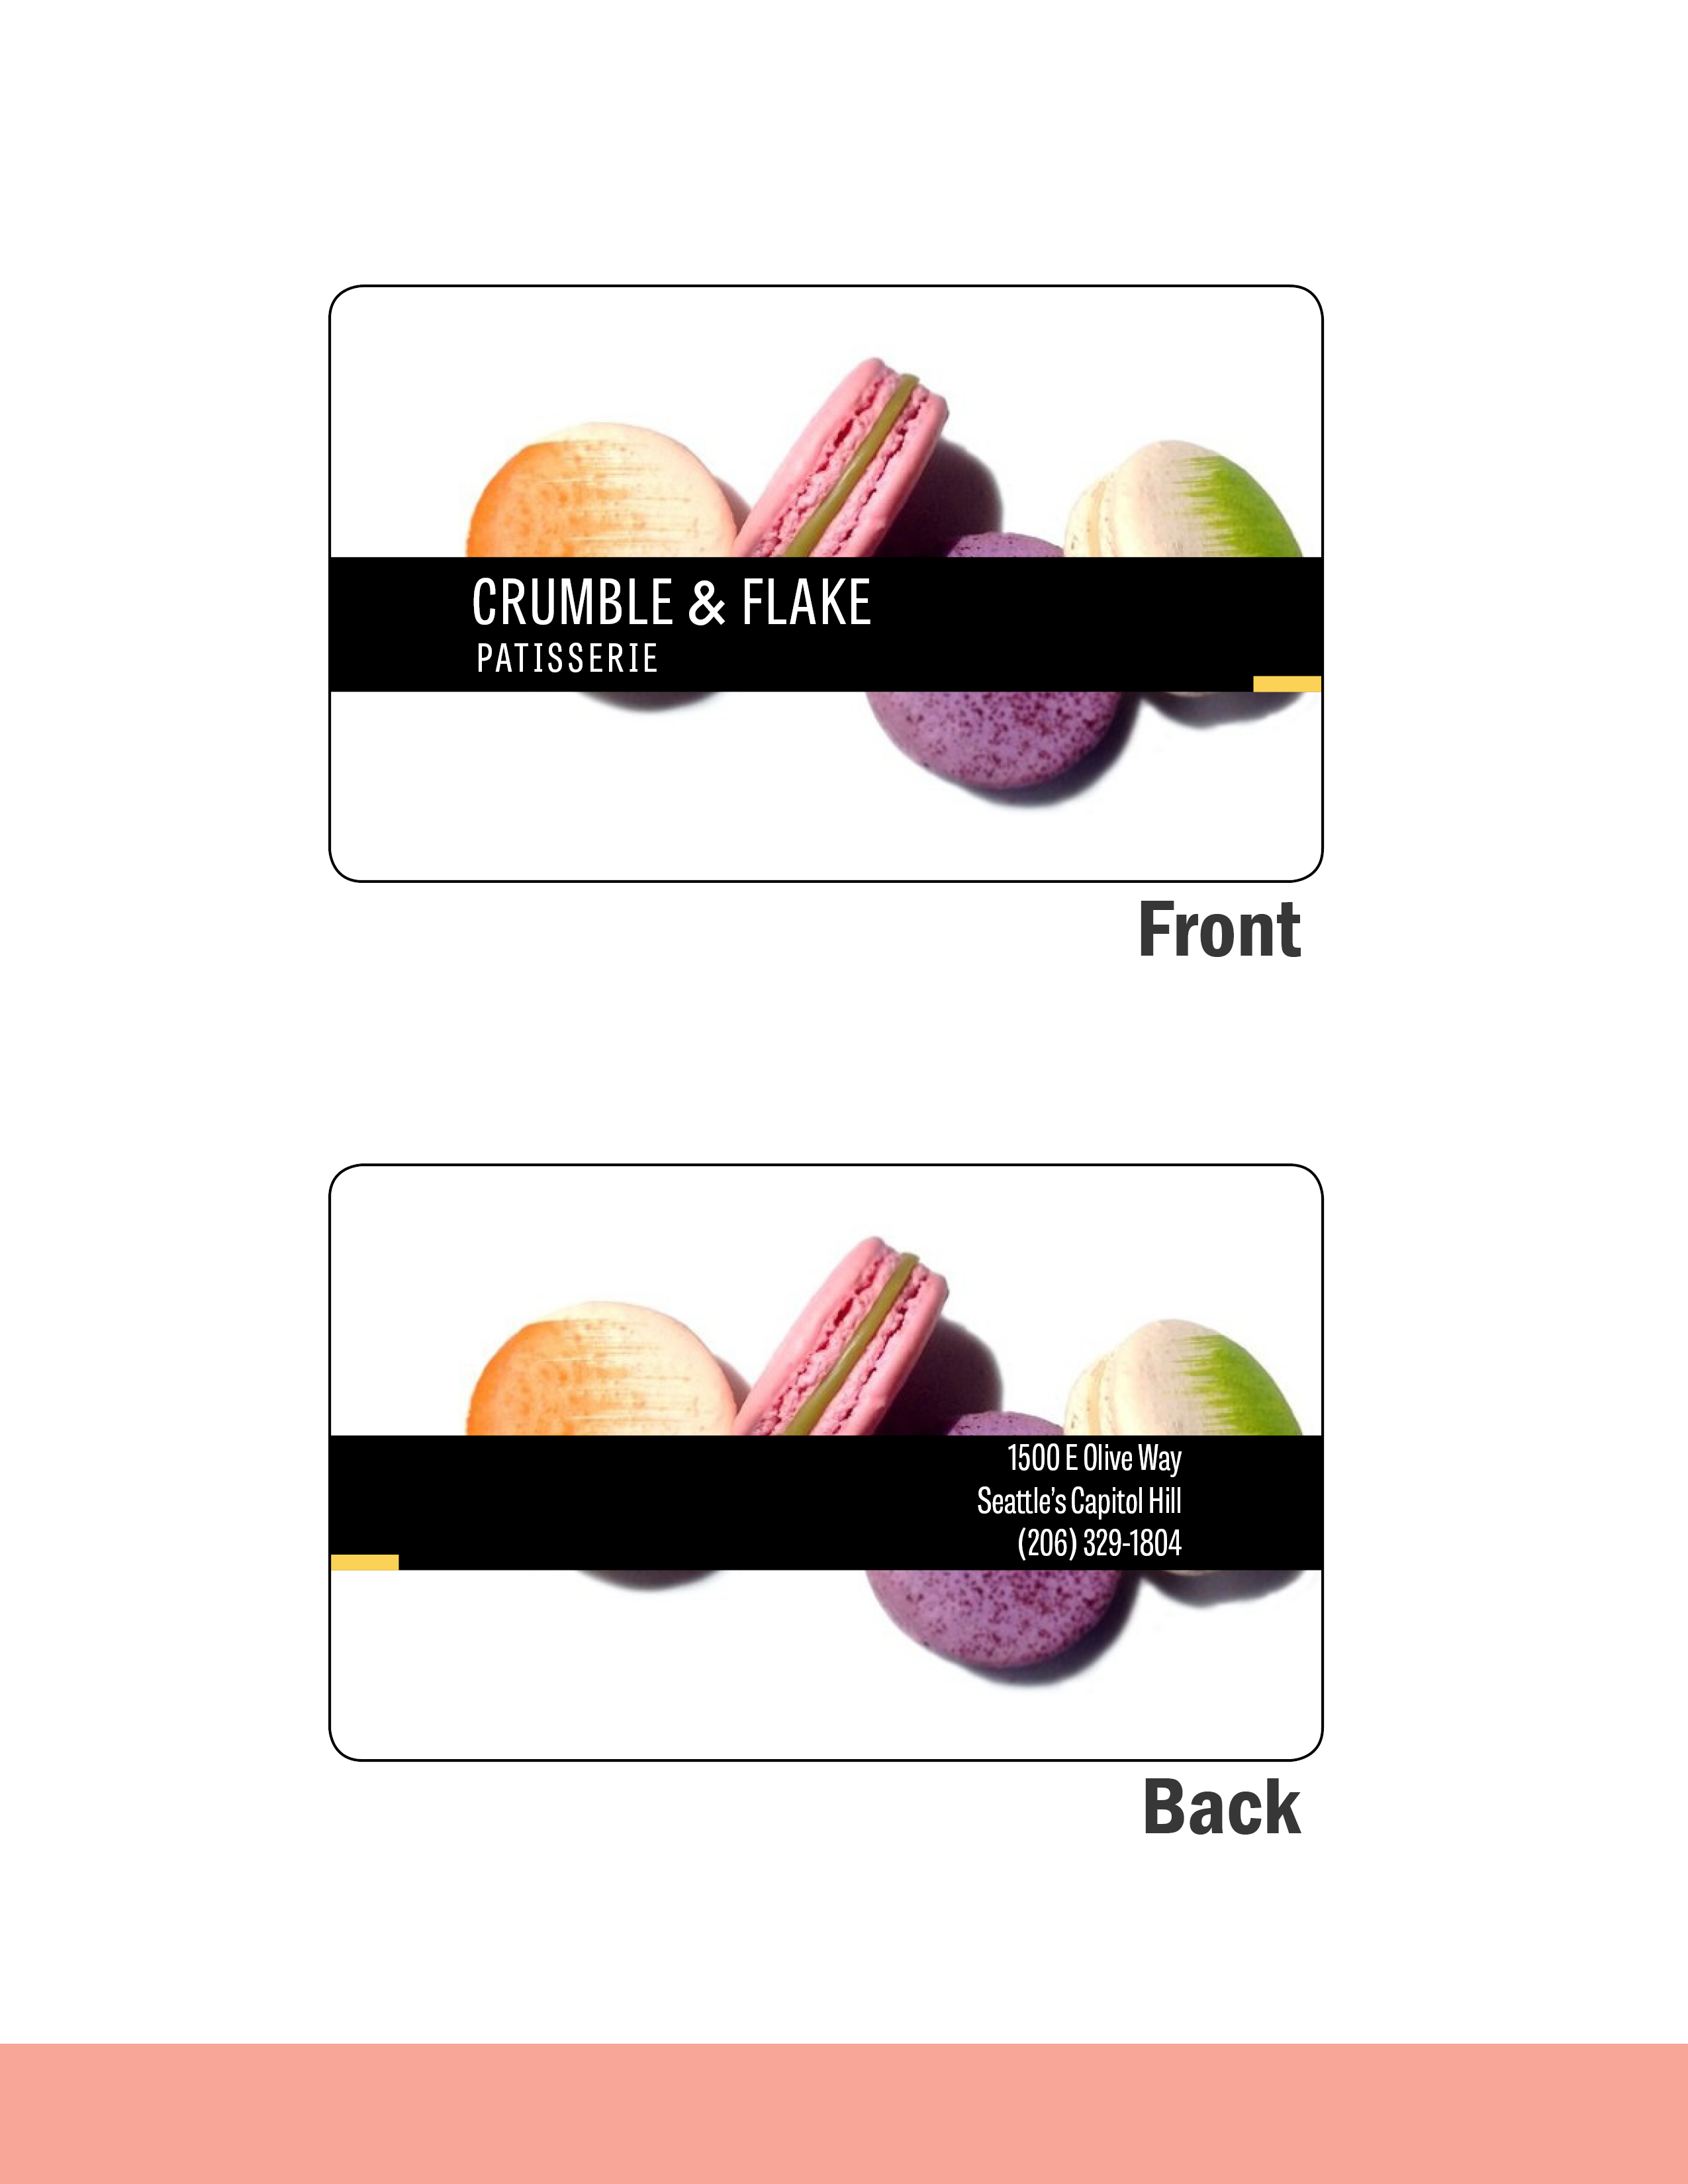 CRUMBLE & FLAKE
PATISSERIE
Front
1500 E Olive Way
Seattle’s Capitol Hill
(206) 329-1804
Back